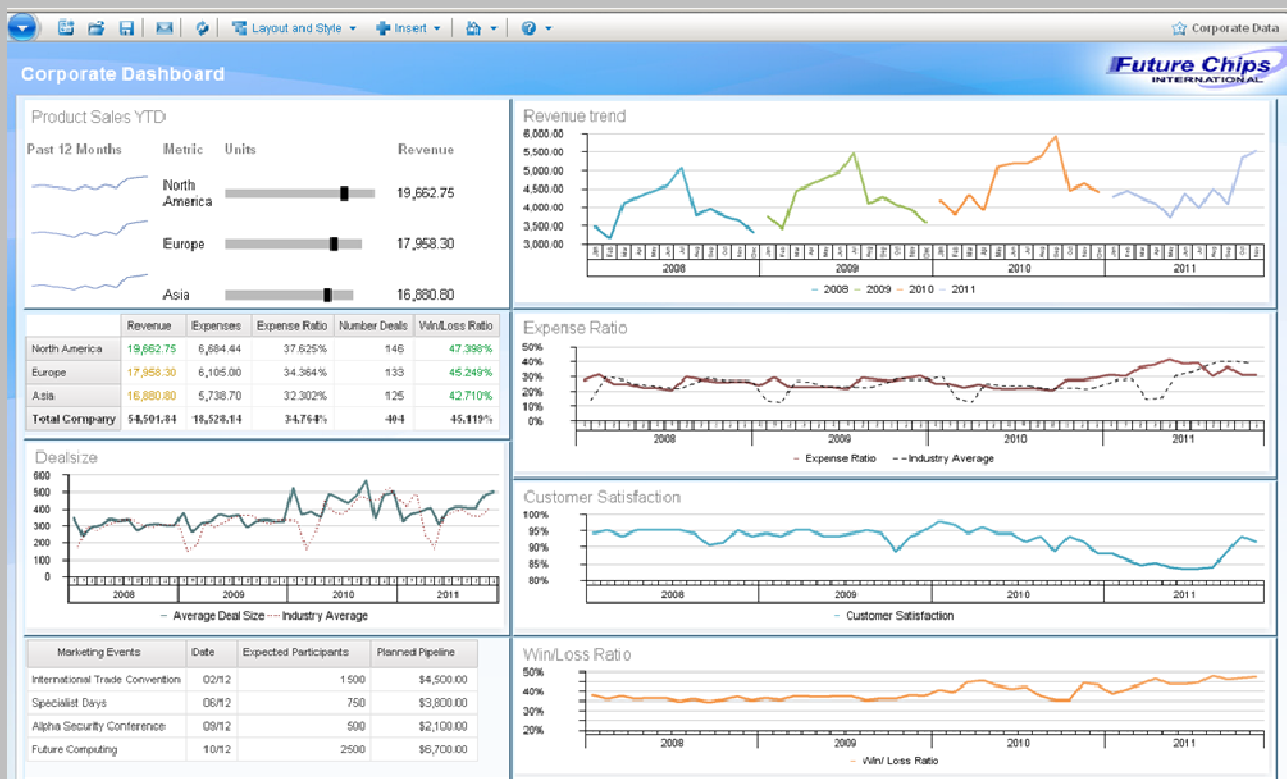 Layout and Style
Insert
Corporate Data
Corporate Dashboard
Future Chips
INTERNATIONAL
Product Sales YTD
Past 12 Months Metric Units Revenue
North America 19,662.75
Europe 17,958.30
Asia 16,880.80
Revenue Expenses Expense Ratio Number Deals Win/Loss Ratio
North America 19,662.75 6,684.44 37.625% 146 47.398%
Europe 17,958.30 6,105.00 34.364% 133 45.249%
Asia 16,880.80 5,738.70 32.302% 125 42.710%
Total Company 54,501.84 18,528.14 34.764% 404 45.119%
Dealsize
600
500
400
300
200
100
0
2008 2009 2010 2011
Average Deal Size Industry Average
Marketing Events Date Expected Participants Planned Pipeline
International Trade Convention 02/12 1500 $4,500.00
Specialist Days 06/12 750 $3,800.00
Alpha Security Conference 09/12 500 $2,100.00
Future Computing 10/12 2500 $6,700.00
Revenue trend
6,000.00
5,500.00
5,000.00
4,500.00
4,000.00
3,500.00
3,000.00
2008 2009 2010 2011
2008 2009 2010 2011
Expense Ratio
50%
40%
30%
20%
10%
0%
2008 2009 2010 2011
Expense Ratio Industry Average
Customer Satisfaction
100%
95%
90%
85%
80%
2008 2009 2010 2011
Customer Satisfaction
Win/Loss Ratio
50%
40%
30%
20%
2008 2009 2010 2011
Win/ Loss Ratio